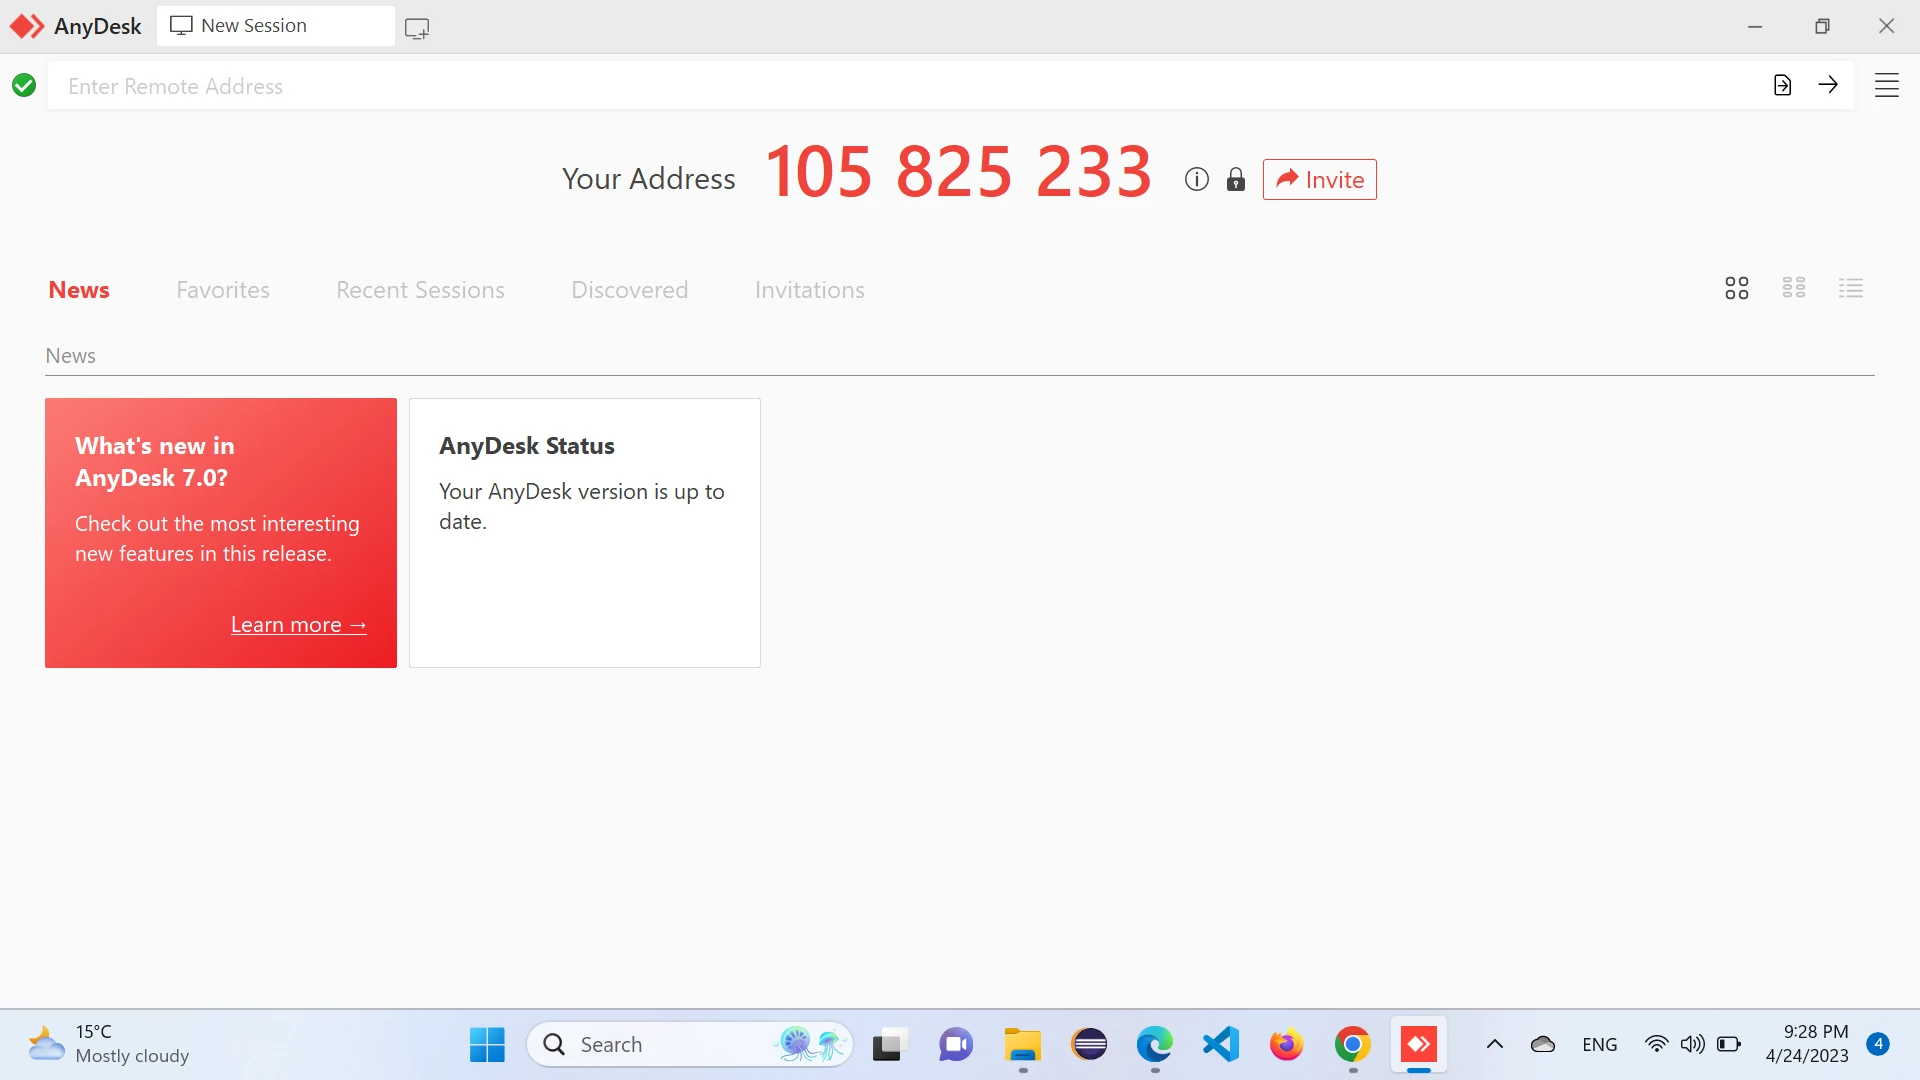 AnyDesk
New Session
Enter Remote Address
Your Address
105 825 233
Invite
News
Favorites
Recent Sessions
Discovered
Invitations
News
What's new in
AnyDesk 7.0?
Check out the most interesting
new features in this release.
Learn more →
AnyDesk Status
Your AnyDesk version is up to
date.
15°C
Mostly cloudy
Search
ENG
9:28 PM
4/24/2023
4